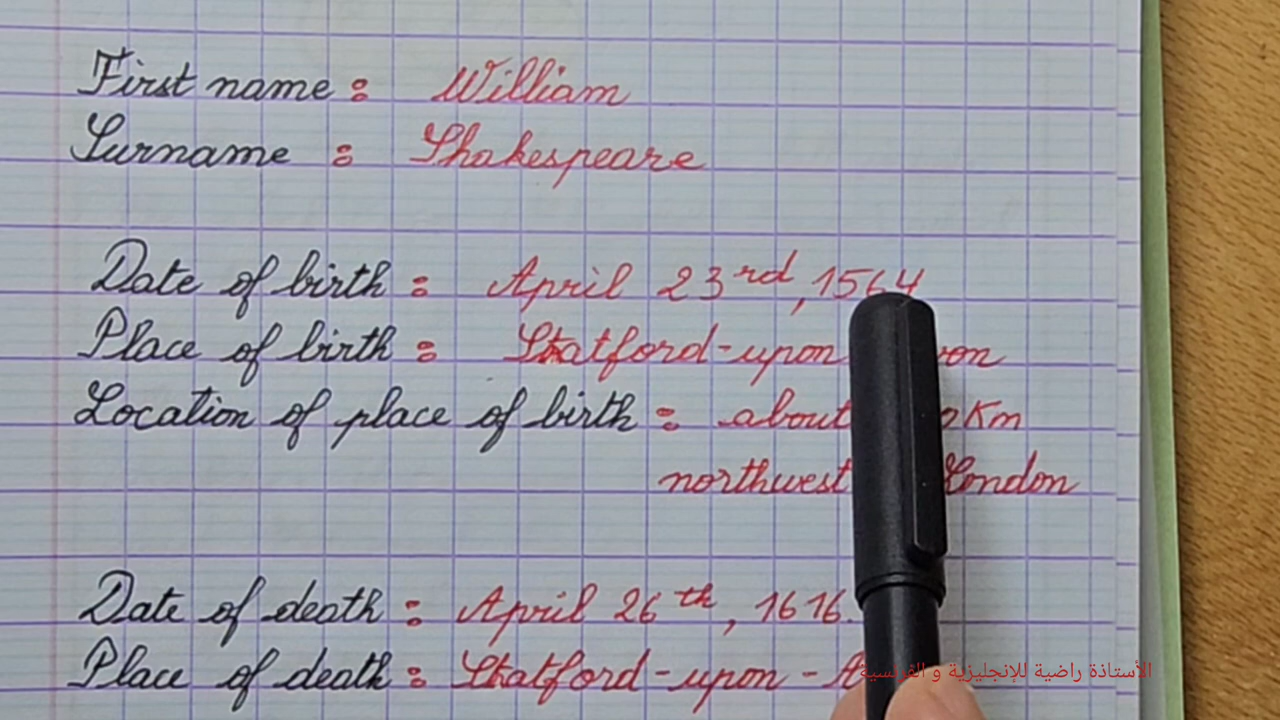 First name : William
Surname : Shakespeare
Date of birth : April 23rd, 1564
Place of birth : Statford-upon
Location of place of birth : about Km
northwest London
Date of death : April 26th, 1616.
Place of death : Statford-upon-A
الأستاذة راضية للإنجليزية و الفرنسية